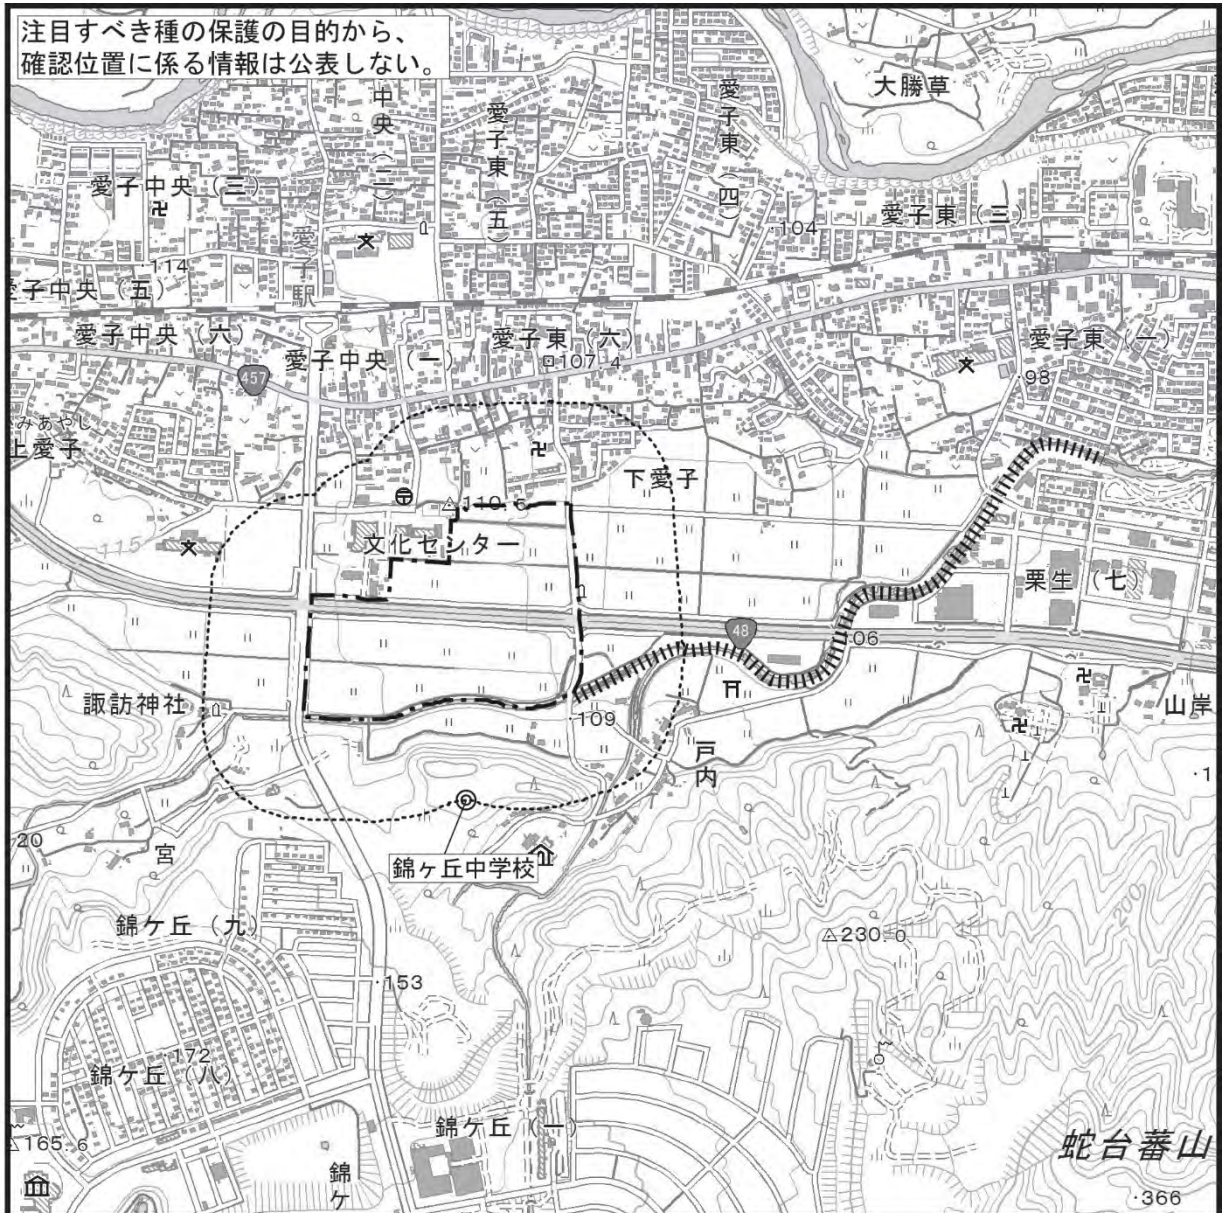 注目すべき種の保護の目的から、
確認位置に係る情報は公表しない。
大勝草
中央(二)
愛子東(五)
愛子東(四)
愛子中央(三)
愛子東(三)
・104
・114
愛子駅
愛子中央(五)
愛子中央(六)
愛子中央(一)
愛子東(六)
107.4
愛子東(一)
・98
457
かみあやし
上愛子
下愛子
110.5
115
文化センター
栗生(七)
48
06
諏訪神社
・109
戸内
山岸
・1
20
宮
錦ヶ丘中学校
錦ケ丘(九)
230.0
200
・153
・172
錦ケ丘(八)
錦ケ丘(一)
165.6
錦ケ
蛇台蕃山
・366